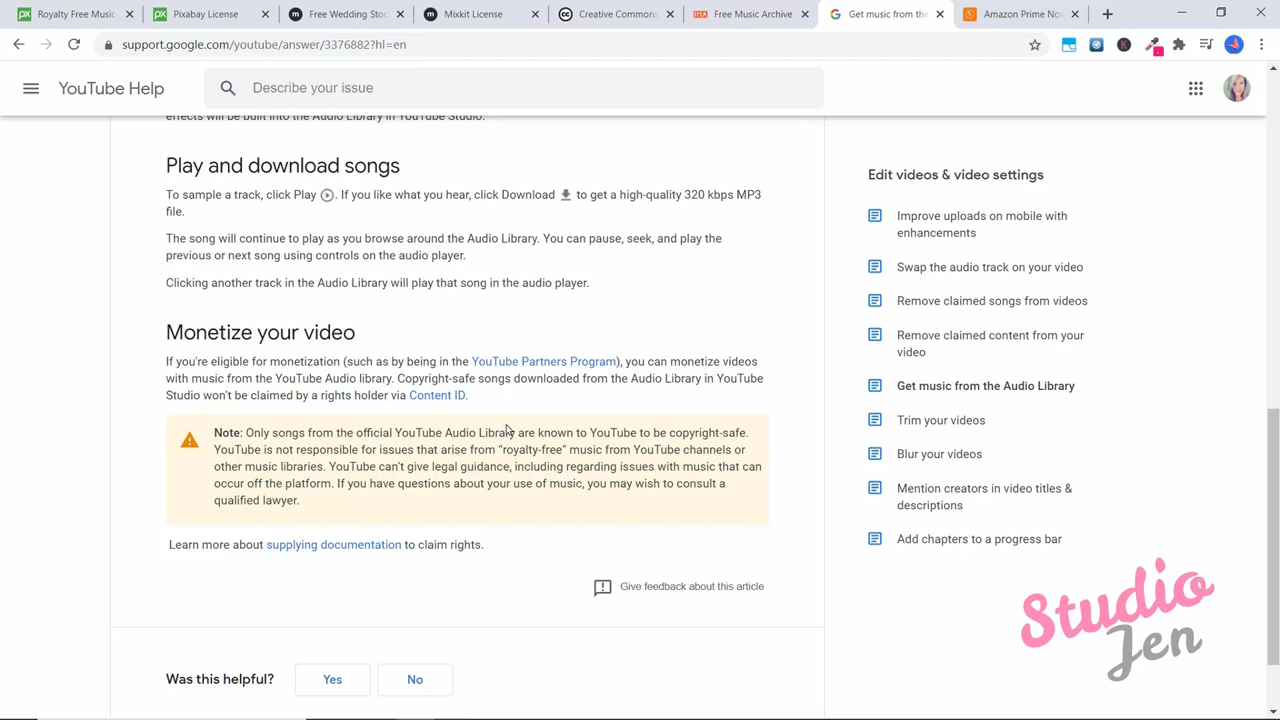 Royalty Free Music
Pixabay License
Free Wedding Stoc
Mixkit License
Creative Commons
Free Music Archive
Get music from the
Amazon Prime No
support.google.com/youtube/answer/3376882?hl=en
YouTube Help
Describe your issue
effects will be built into the Audio Library in YouTube Studio.
Play and download songs
To sample a track, click Play . If you like what you hear, click Download to get a high-quality 320 kbps MP3
file.
The song will continue to play as you browse around the Audio Library. You can pause, seek, and play the
previous or next song using controls on the audio player.
Clicking another track in the Audio Library will play that song in the audio player.
Monetize your video
If you're eligible for monetization (such as by being in the YouTube Partners Program), you can monetize videos
with music from the YouTube Audio library. Copyright-safe songs downloaded from the Audio Library in YouTube
Studio won't be claimed by a rights holder via Content ID.
Note: Only songs from the official YouTube Audio Library are known to YouTube to be copyright-safe.
YouTube is not responsible for issues that arise from “royalty-free” music from YouTube channels or
other music libraries. YouTube can't give legal guidance, including regarding issues with music that can
occur off the platform. If you have questions about your use of music, you may wish to consult a
qualified lawyer.
Learn more about supplying documentation to claim rights.
Give feedback about this article
Was this helpful?
Yes
No
Edit videos & video settings
Improve uploads on mobile with
enhancements
Swap the audio track on your video
Remove claimed songs from videos
Remove claimed content from your
video
Get music from the Audio Library
Trim your videos
Blur your videos
Mention creators in video titles &
descriptions
Add chapters to a progress bar
Studio
Jen